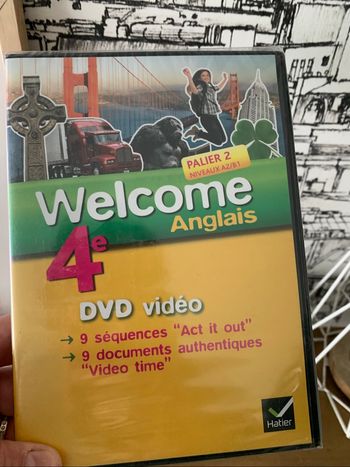 PALIER 2
NIVEAUX A2/B1
Welcome
Anglais
4e
DVD vidéo
→ 9 séquences "Act it out"
→ 9 documents authentiques
"Video time"
Hatier